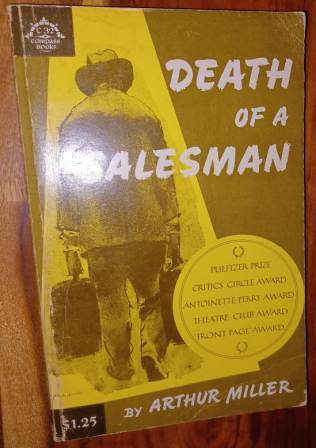 C 32
COMPASS
BOOKS
DEATH
OF A
SALESMAN
PULITZER PRIZE
CRITICS CIRCLE AWARD
ANTOINETTE PERRY AWARD
THEATRE CLUB AWARD
"FRONT PAGE" AWARD
$1.25
BY ARTHUR MILLER